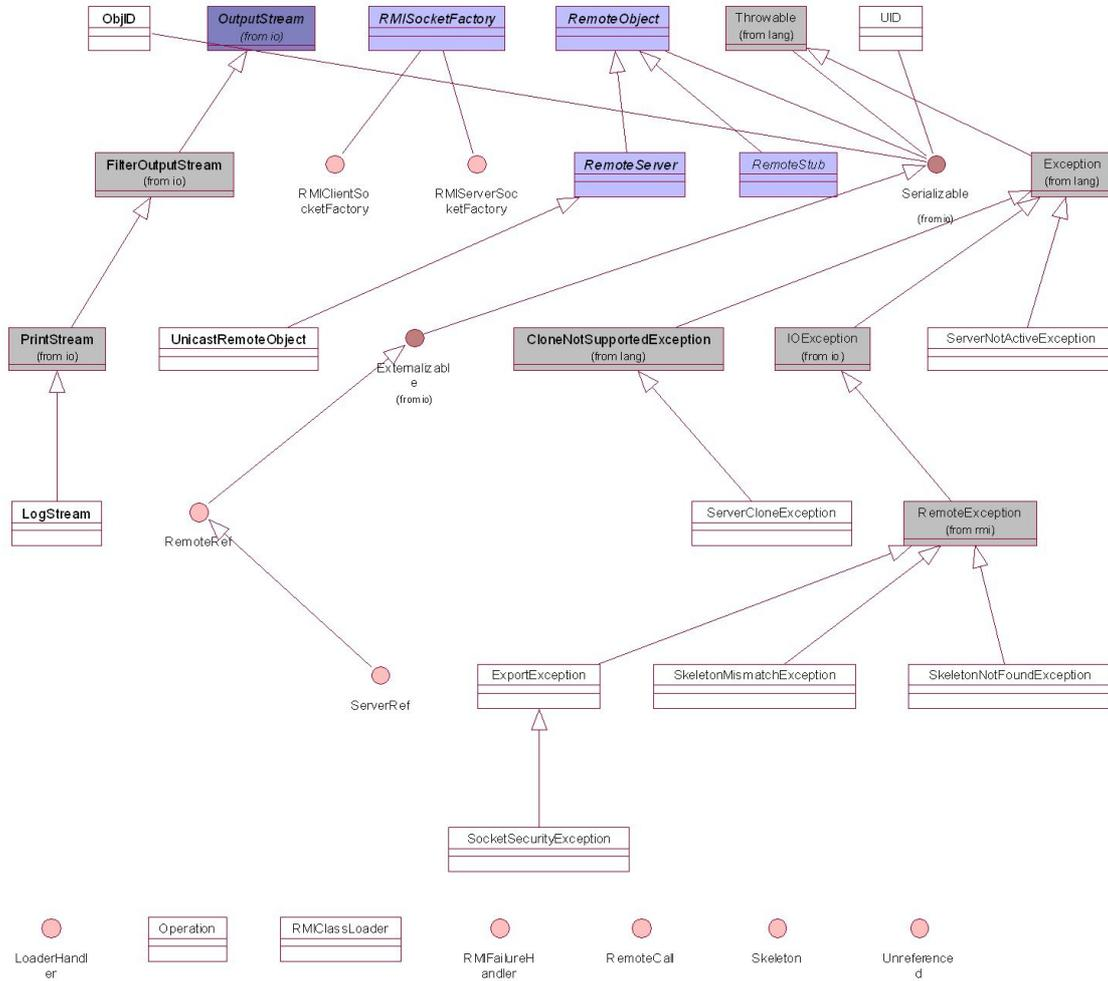 ObjID
OutputStream
(from io)
RMISocketFactory
RemoteObject
Throwable
(from lang)
UID
FilterOutputStream
(from io)
RMIClientSo
cketFactory
RMIServerSoc
ketFactory
RemoteServer
RemoteStub
Serializable
(from io)
Exception
(from lang)
PrintStream
(from io)
UnicastRemoteObject
Externalizabl
e
(from io)
CloneNotSupportedException
(from lang)
IOException
(from io)
ServerNotActiveException
LogStream
RemoteRef
ServerCloneException
RemoteException
(from rmi)
ServerRef
ExportException
SkeletonMismatchException
SkeletonNotFoundException
SocketSecurityException
LoaderHandl
er
Operation
RMIClassLoader
RMIFailureH
andler
RemoteCall
Skeleton
Unreference
d